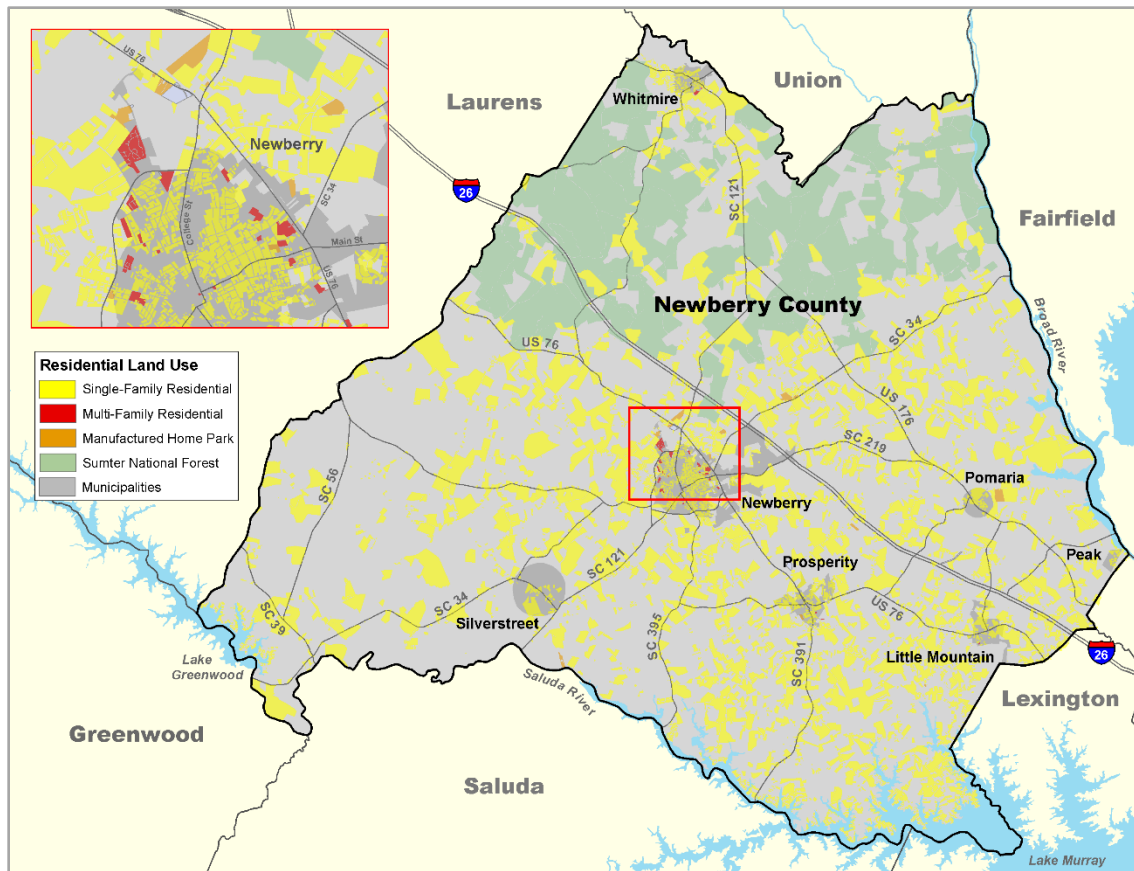 US 76
Newberry
SC 34
College St
Main St
US 76
Residential Land Use
Single-Family Residential
Multi-Family Residential
Manufactured Home Park
Sumter National Forest
Municipalities
Laurens
Union
Whitmire
26
SC 121
Fairfield
Newberry County
Broad River
US 76
SC 34
US 176
SC 219
Pomaria
SC 56
Newberry
Peak
Prosperity
SC 121
SC 34
Silverstreet
US 76
SC 39
SC 395
SC 391
Little Mountain
26
Lake
Greenwood
Saluda River
Lexington
Greenwood
Saluda
Lake Murray